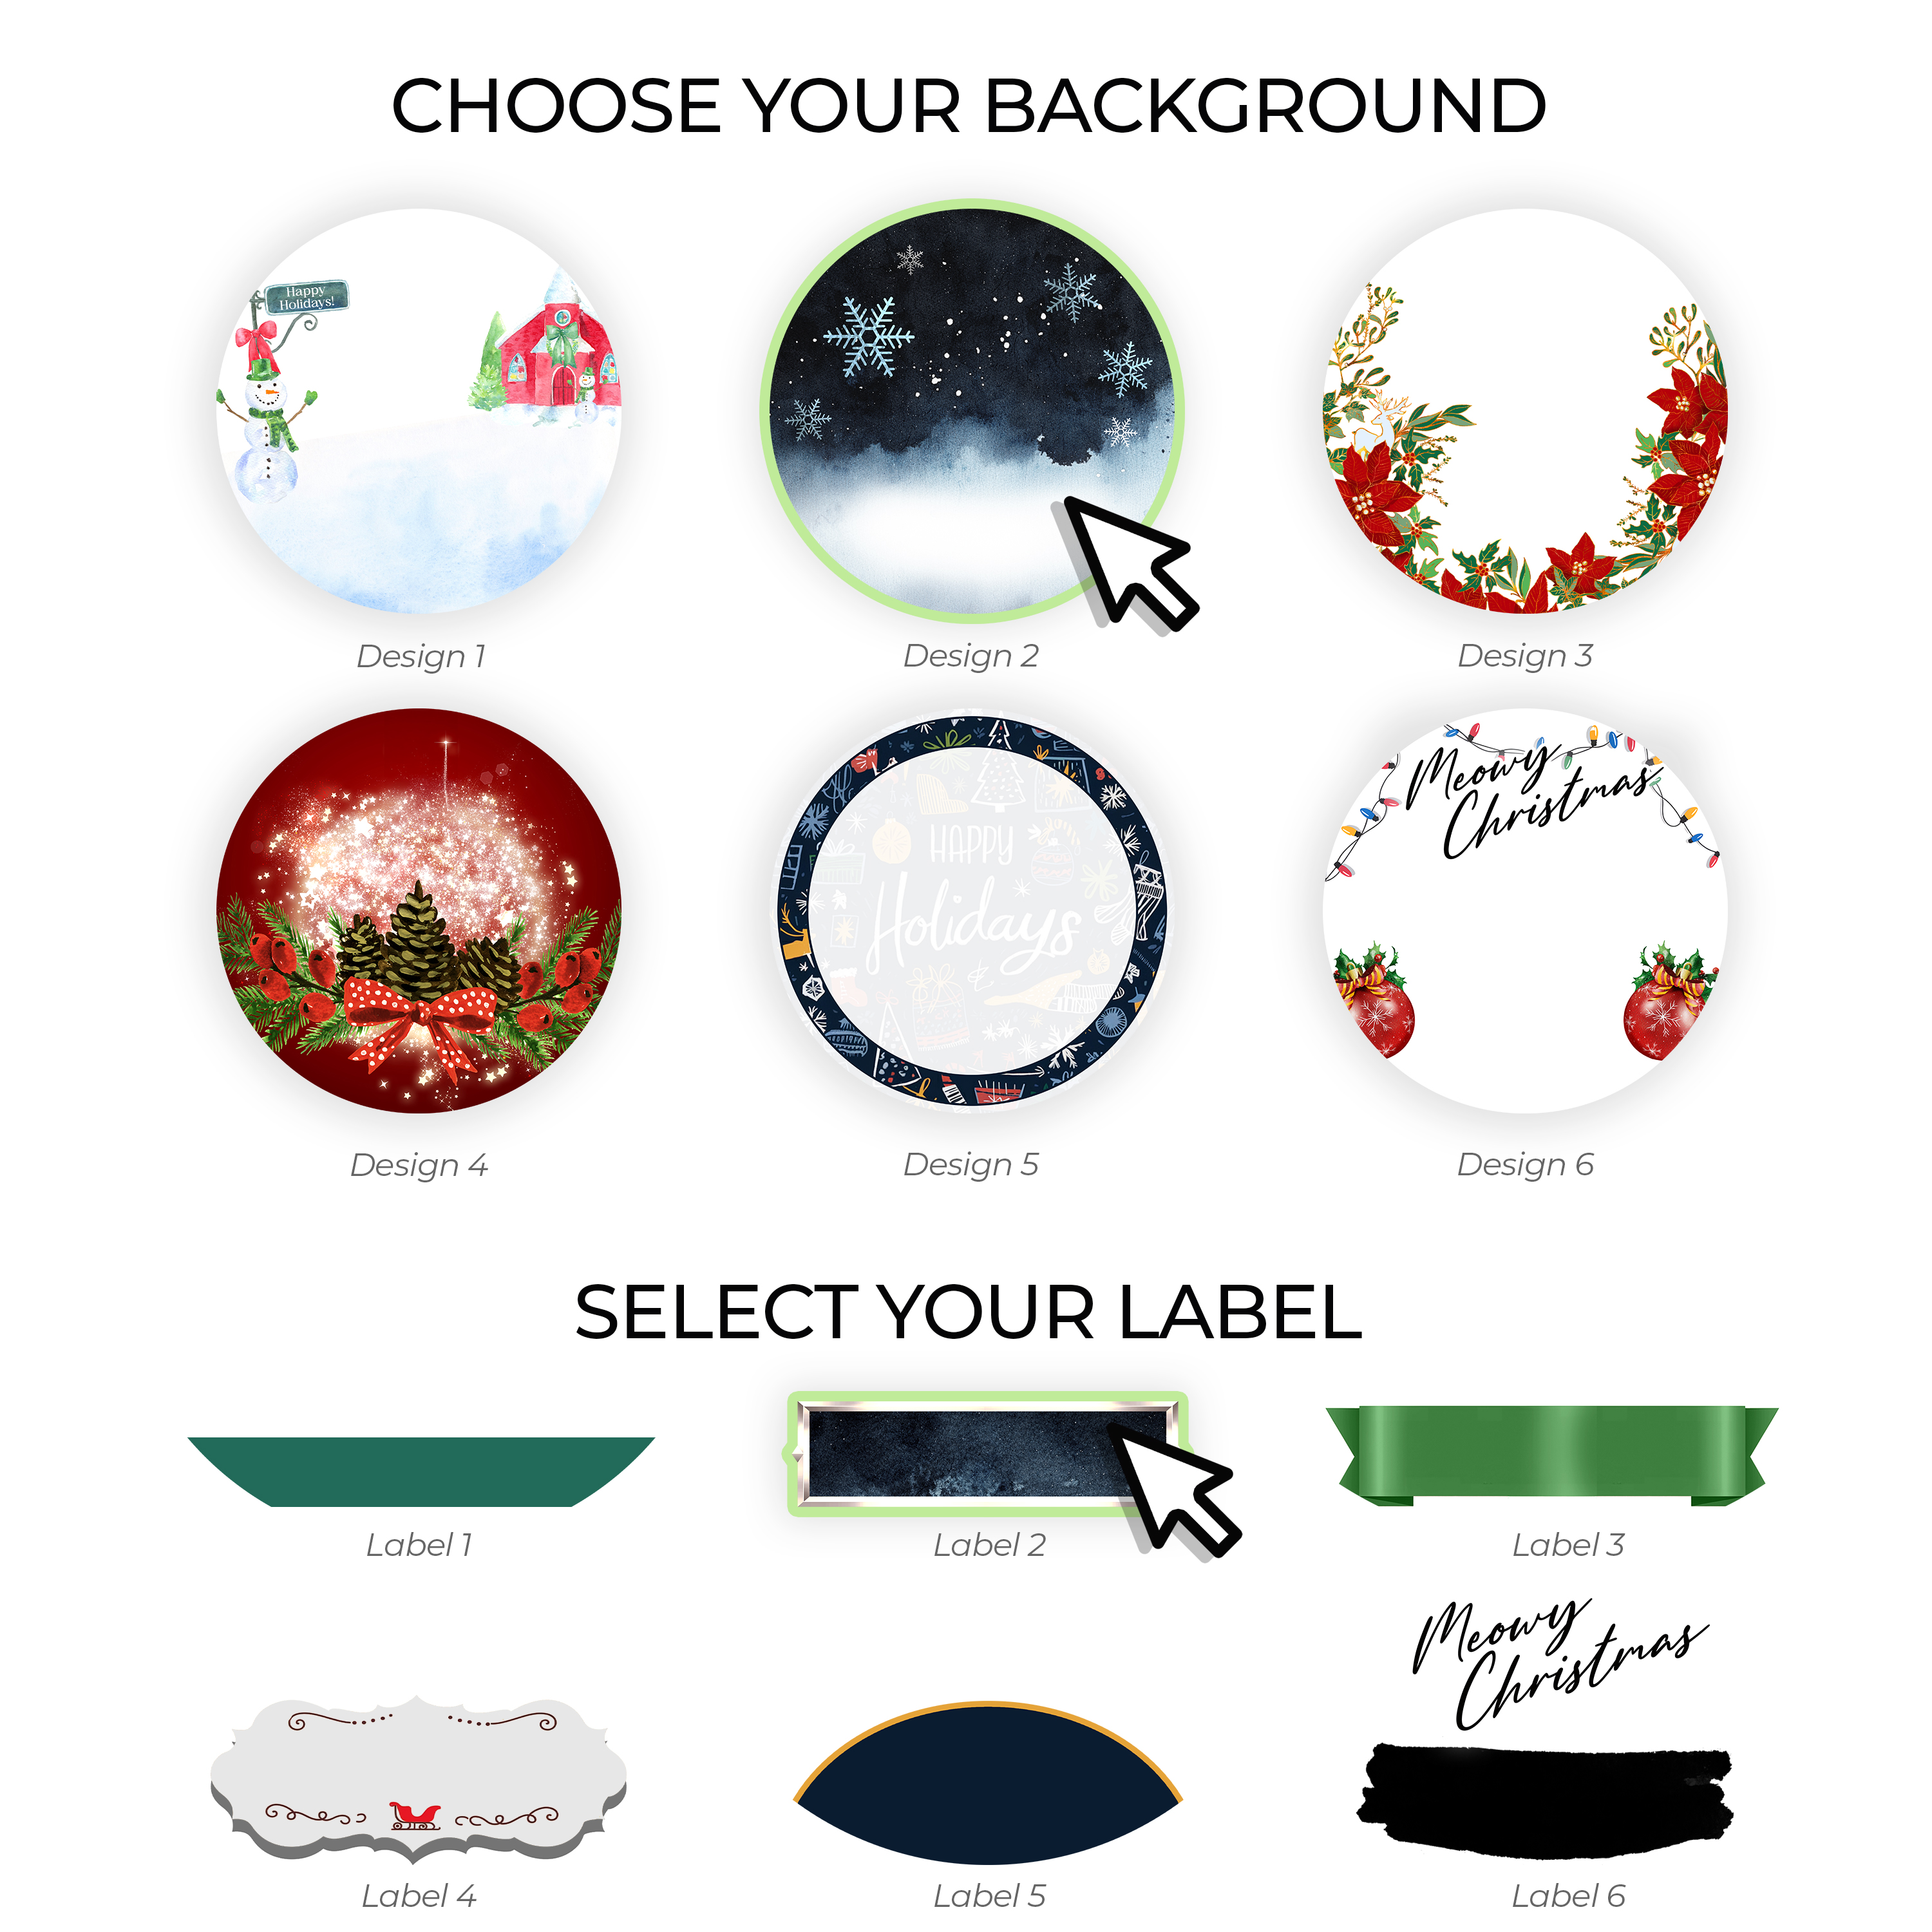 CHOOSE YOUR BACKGROUND
Happy
Holidays!
Design 1
Design 2
Design 3
HAPPY
Holidays
Meowy
Christmas
Design 4
Design 5
Design 6
SELECT YOUR LABEL
Label 1
Label 2
Label 3
Meowy
Christmas
Label 4
Label 5
Label 6